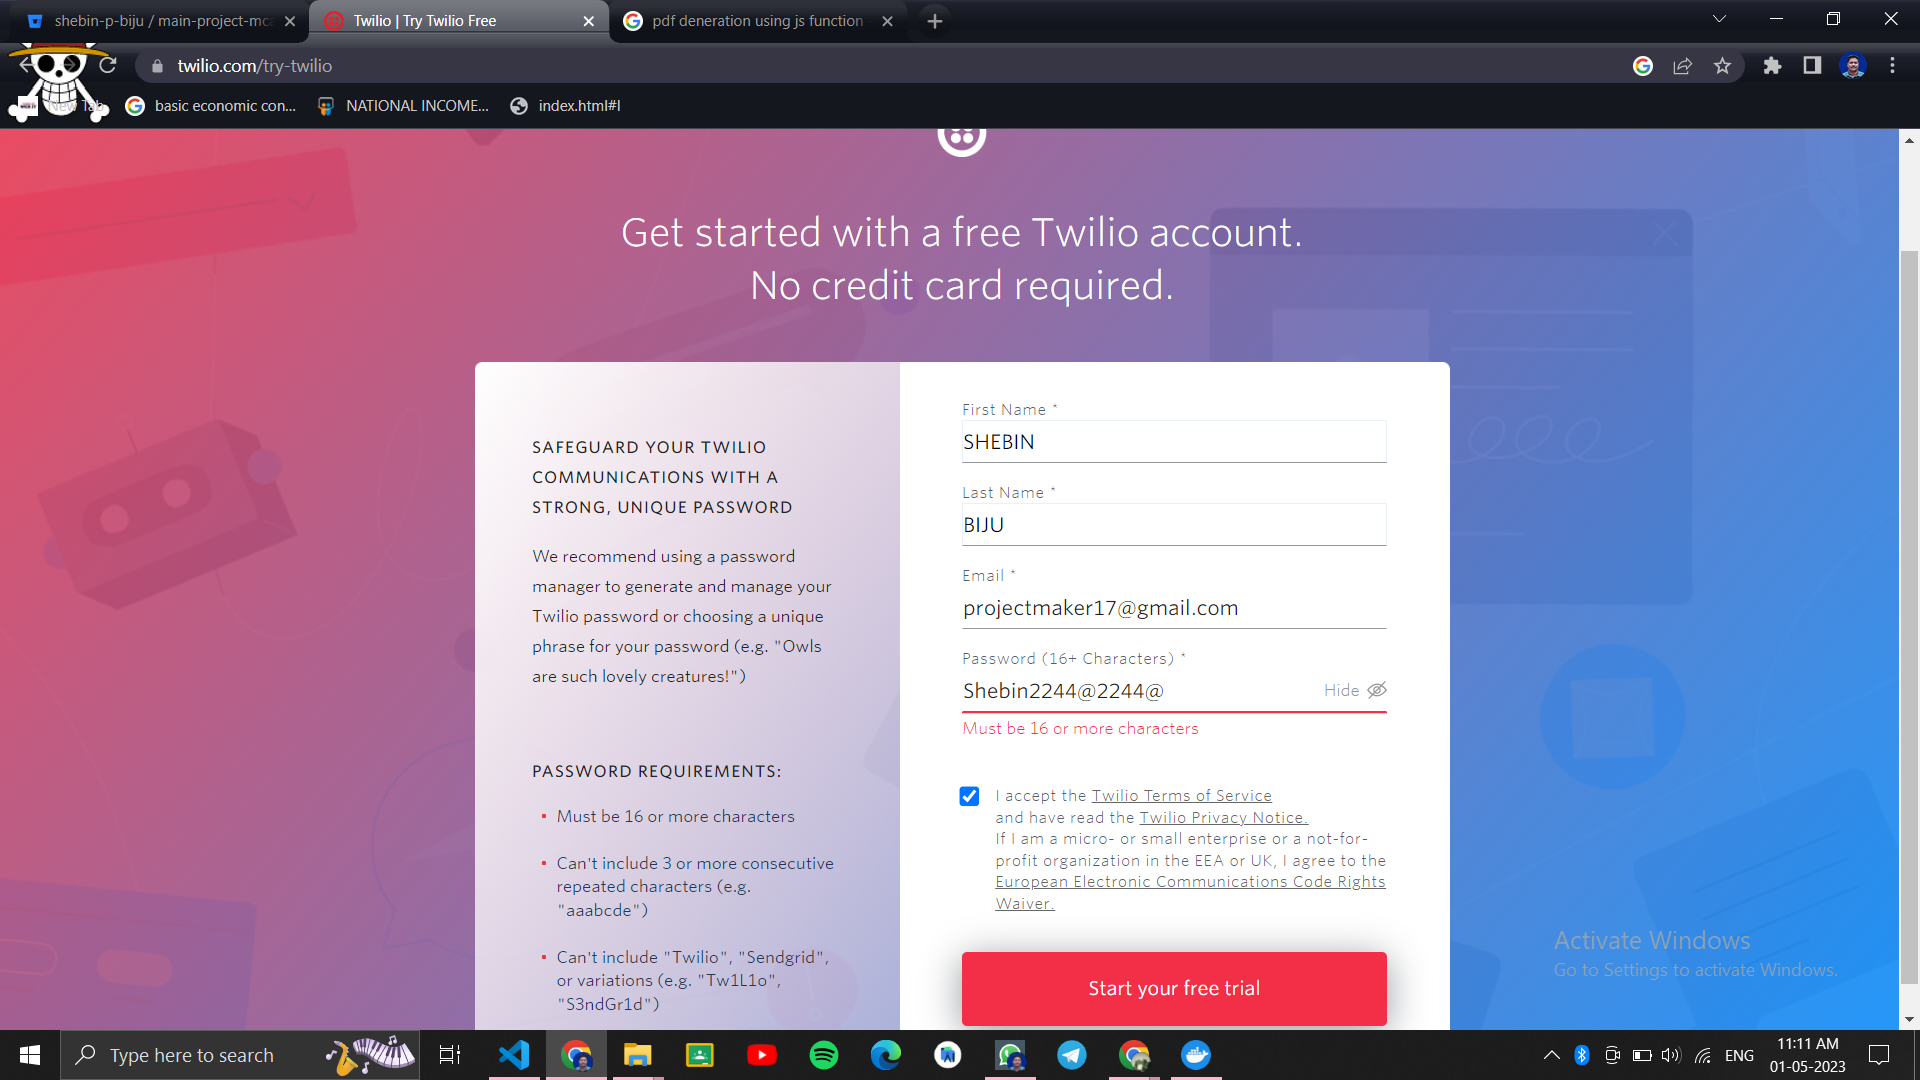 shebin-p-biju / main-project-mca
Twilio | Try Twilio Free
pdf deneration using js function
twilio.com/try-twilio
New Tab
basic economic con...
NATIONAL INCOME...
index.html#l
Get started with a free Twilio account.
No credit card required.
SAFEGUARD YOUR TWILIO
COMMUNICATIONS WITH A
STRONG, UNIQUE PASSWORD
We recommend using a password
manager to generate and manage your
Twilio password or choosing a unique
phrase for your password (e.g. "Owls
are such lovely creatures!")
PASSWORD REQUIREMENTS:
Must be 16 or more characters
Can't include 3 or more consecutive
repeated characters (e.g.
"aaabcde")
Can't include "Twilio", "Sendgrid",
or variations (e.g. "Tw1L1o",
"S3ndGr1d")
First Name *
SHEBIN
Last Name *
BIJU
Email *
projectmaker17@gmail.com
Password (16+ Characters) *
Shebin2244@2244@
Hide
Must be 16 or more characters
I accept the Twilio Terms of Service
and have read the Twilio Privacy Notice.
If I am a micro- or small enterprise or a not-for-
profit organization in the EEA or UK, I agree to the
European Electronic Communications Code Rights
Waiver.
Start your free trial
Activate Windows
Go to Settings to activate Windows.
Type here to search
ENG
11:11 AM
01-05-2023